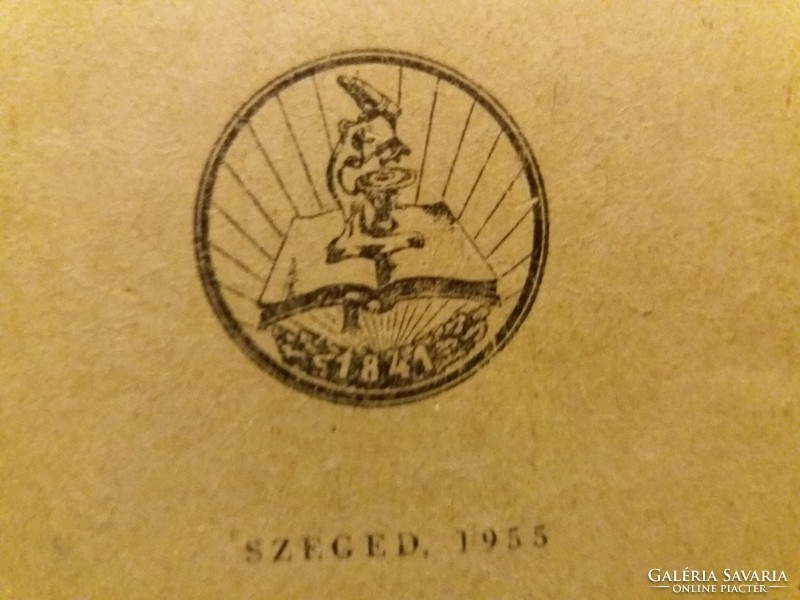 1841
SZEGED, 1955
GALÉRIA SAVARIA
ONLINE PIACTÉR